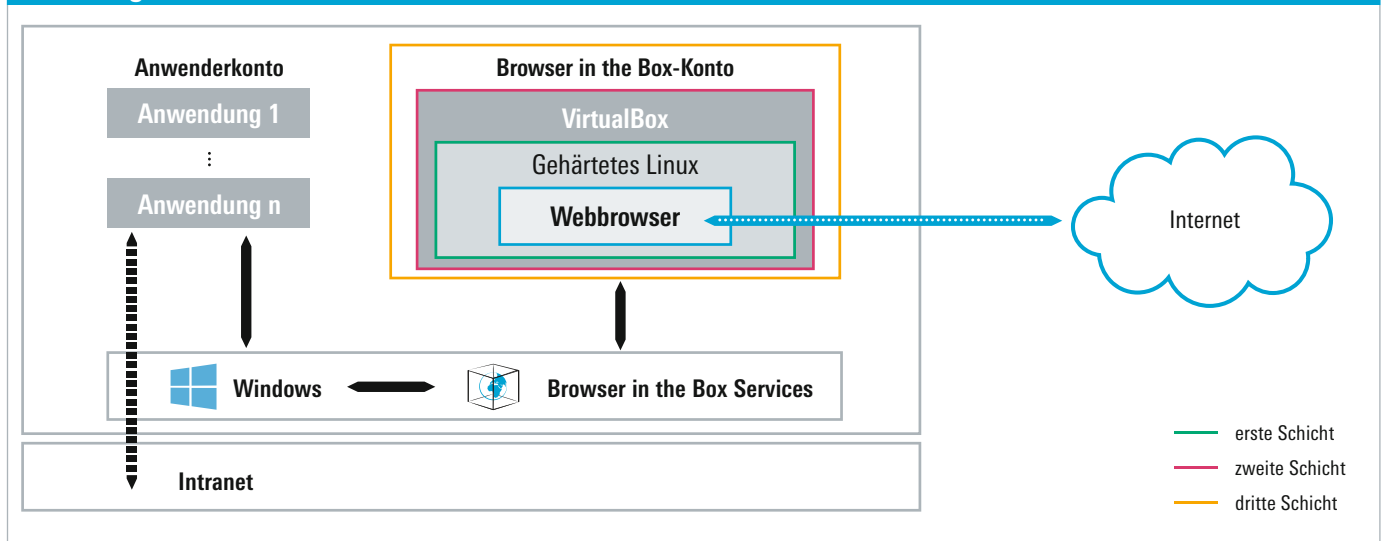 Anwenderkonto
Anwendung 1
⋮
Anwendung n
Browser in the Box-Konto
VirtualBox
Gehärtetes Linux
Webbrowser
Internet
Windows
Browser in the Box Services
Intranet
erste Schicht
zweite Schicht
dritte Schicht